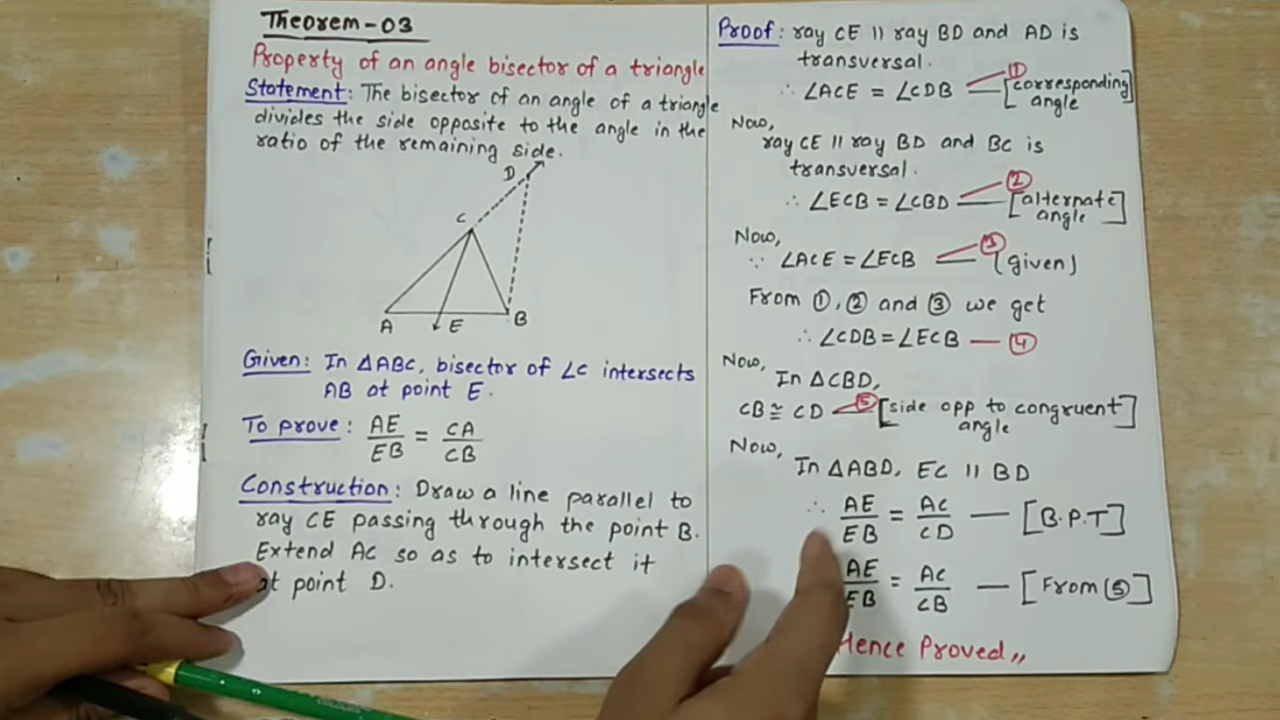 Theorem-03
Property of an angle bisector of a triangle
Statement: The bisector of an angle of a triangle
divides the side opposite to the angle in the
ratio of the remaining side.
D
C
A E B
Given: In ΔABC, bisector of ∠C intersects
AB at point E.
To prove: AE/EB = CA/CB
Construction: Draw a line parallel to
ray CE passing through the point B.
Extend AC so as to intersect it
at point D.
Proof: ray CE || ray BD and AD is
transversal.
∴ ∠ACE = ∠CDB — ① [corresponding
angle]
Now,
ray CE || ray BD and BC is
transversal.
∴ ∠ECB = ∠CBD — ② [alternate
angle]
Now,
∵ ∠ACE = ∠ECB — ③ (given)
From ①, ② and ③ we get
∴ ∠CDB = ∠ECB — ④
Now,
In ΔCBD,
CB ≅ CD — ⑤ [side opp to congruent
angle]
Now,
In ΔABD, EC || BD
∴ AE/EB = AC/CD — [B.P.T]
AE/EB = AC/CB — [From ⑤]
Hence Proved,,